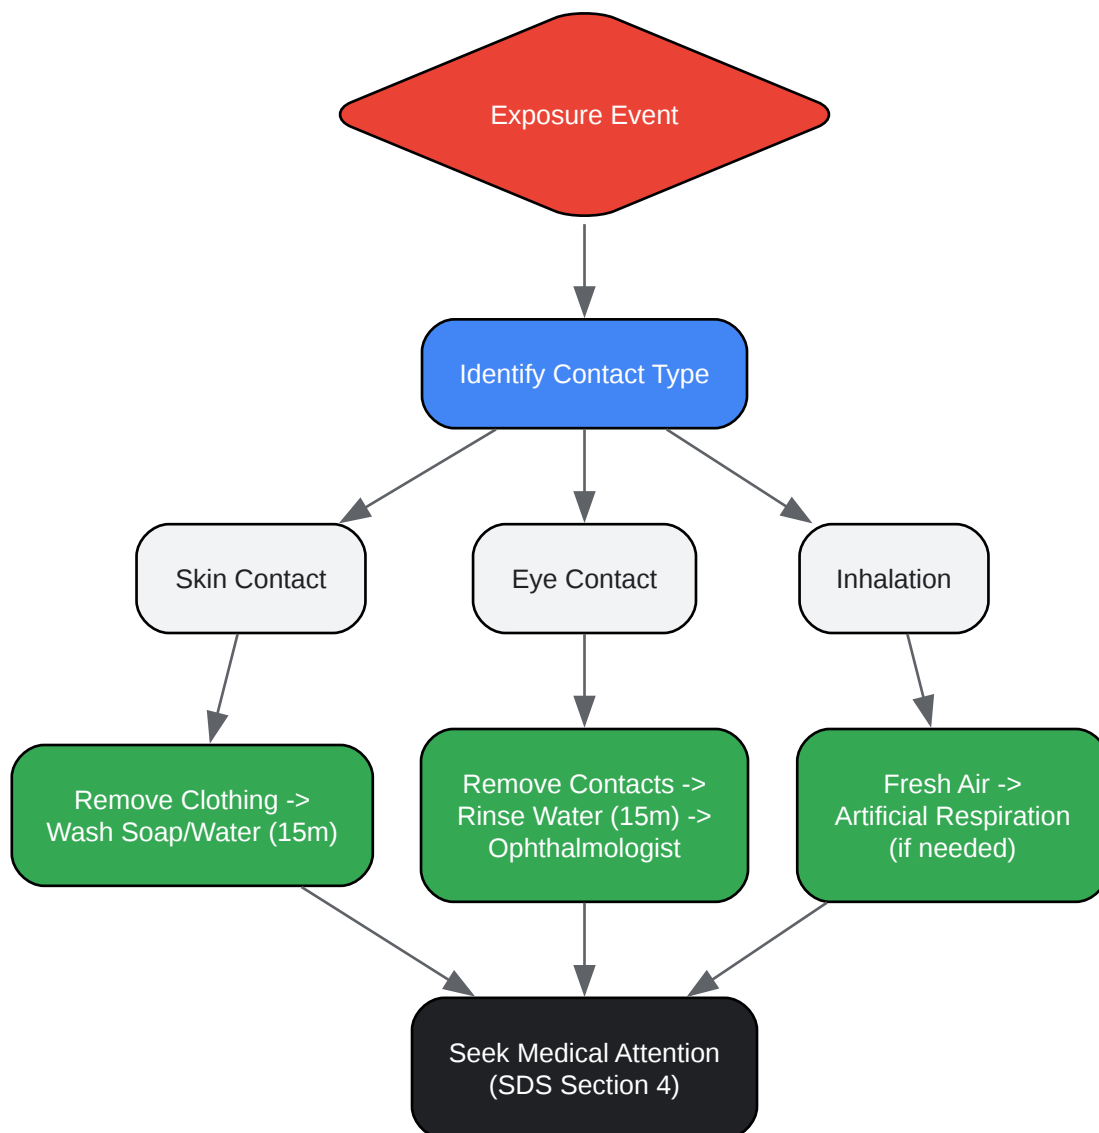 Exposure Event
Identify Contact Type
Skin Contact
Eye Contact
Inhalation
Remove Clothing ->
Wash Soap/Water (15m)
Remove Contacts ->
Rinse Water (15m) ->
Ophthalmologist
Fresh Air ->
Artificial Respiration
(if needed)
Seek Medical Attention
(SDS Section 4)